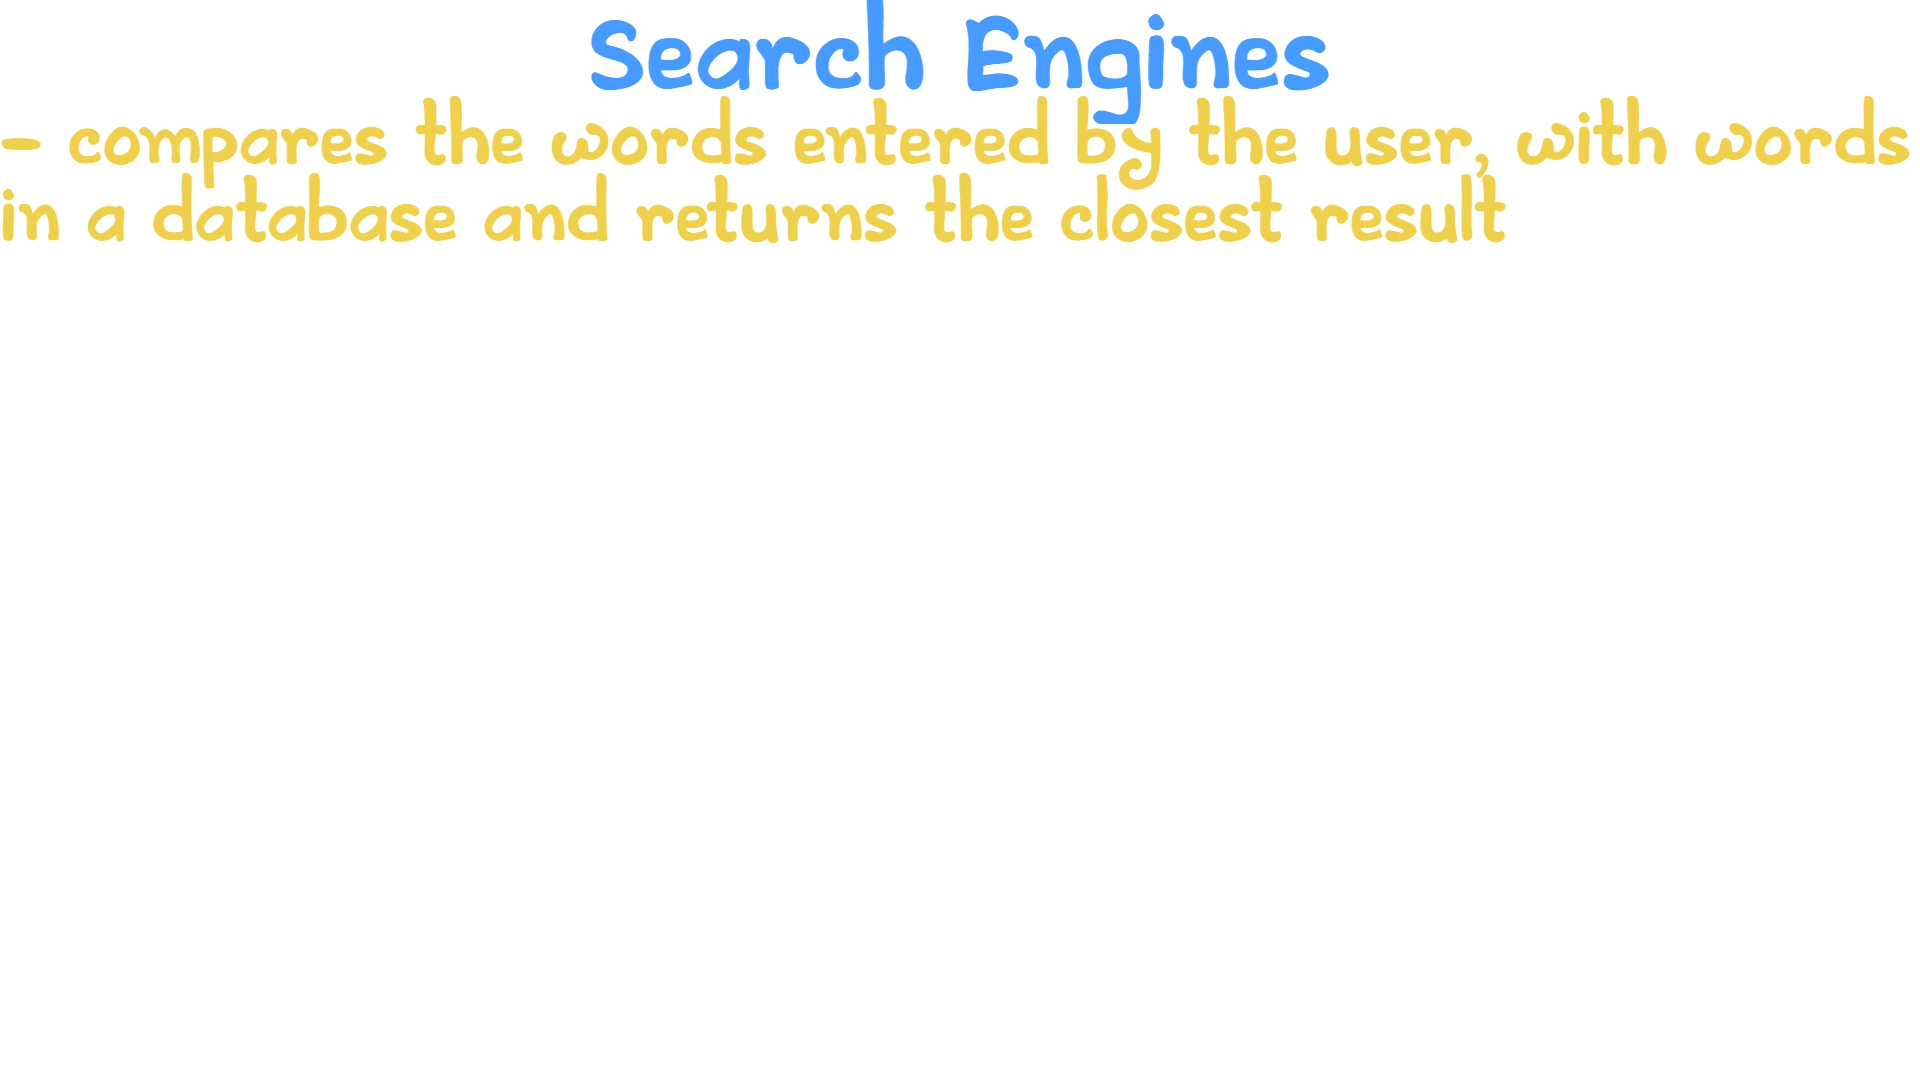 Search Engines
- compares the words entered by the user, with words
in a database and returns the closest result